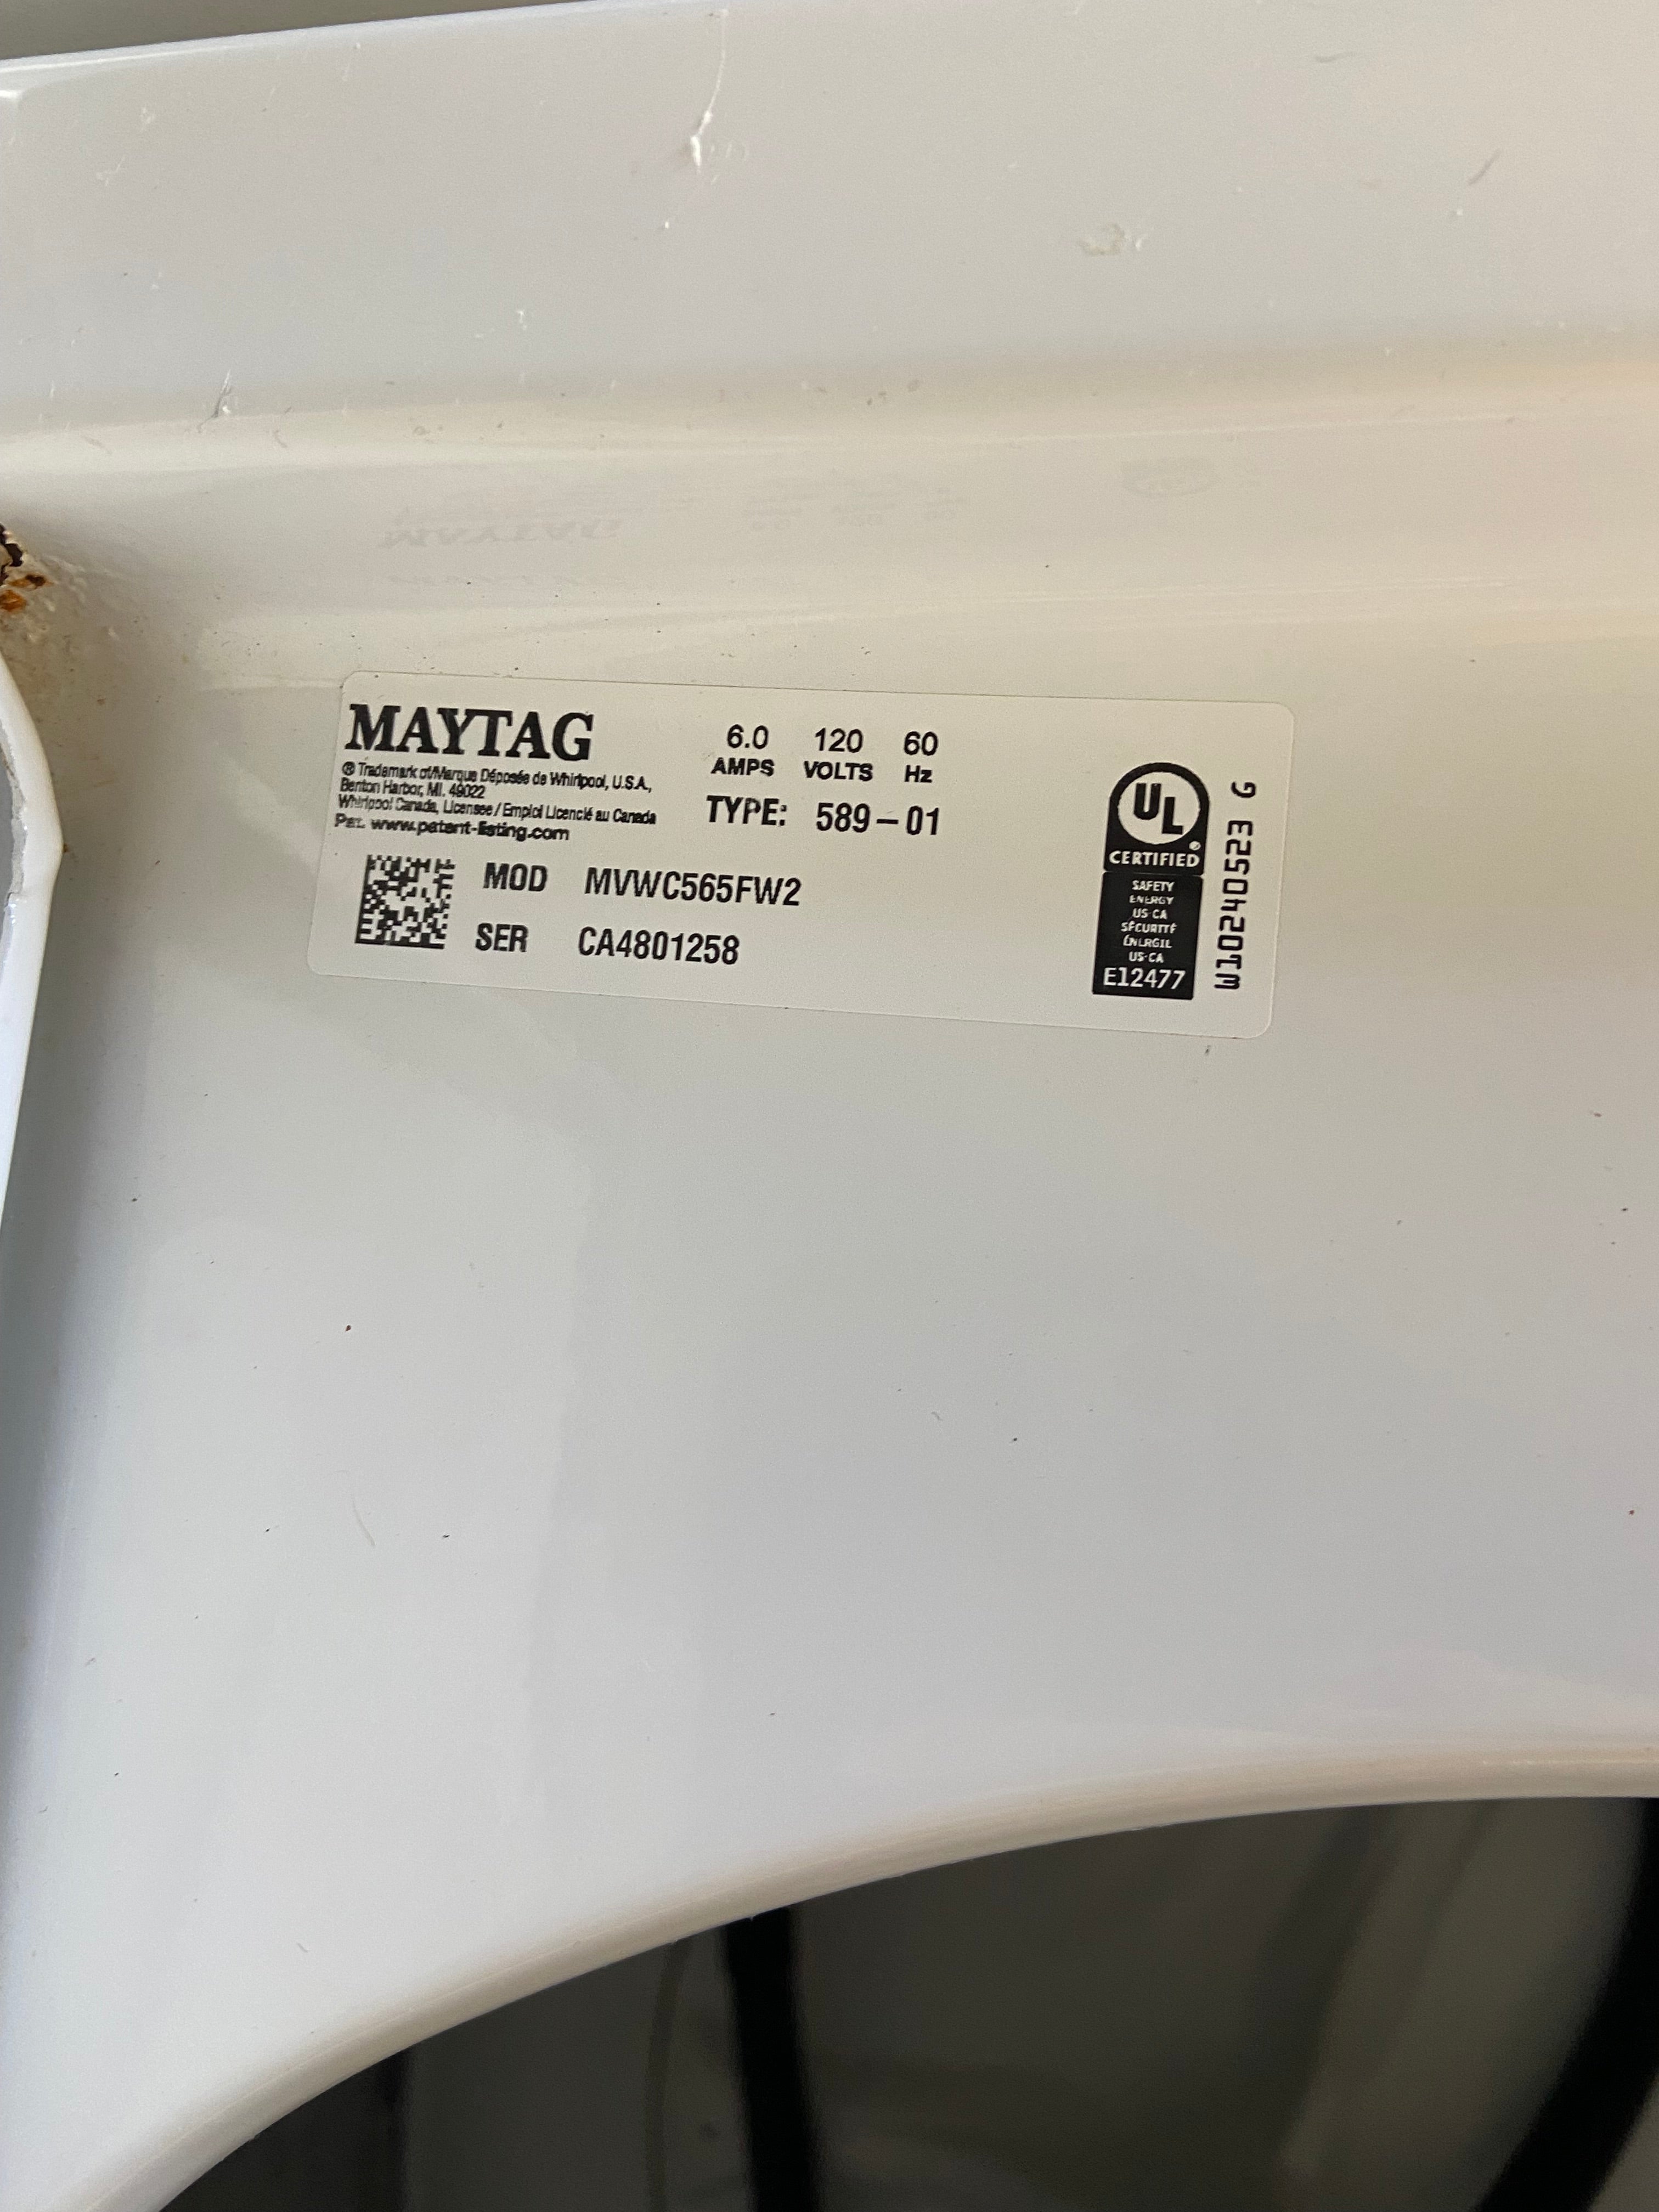 MAYTAG
® Trademark of/Marque Déposée de Whirlpool, U.S.A.,
Benton Harbor, MI. 49022
Whirlpool Canada, Licensee / Emploi Licencié au Canada
Pat. www.patent-listing.com
6.0 120 60
AMPS VOLTS Hz
TYPE: 589-01
MOD MVWC565FW2
SER CA4801258
UL
®
CERTIFIED
SAFETY
ENERGY
US·CA
SÉCURITÉ
ÉNERGIE
US·CA
E12477
W10240523 G